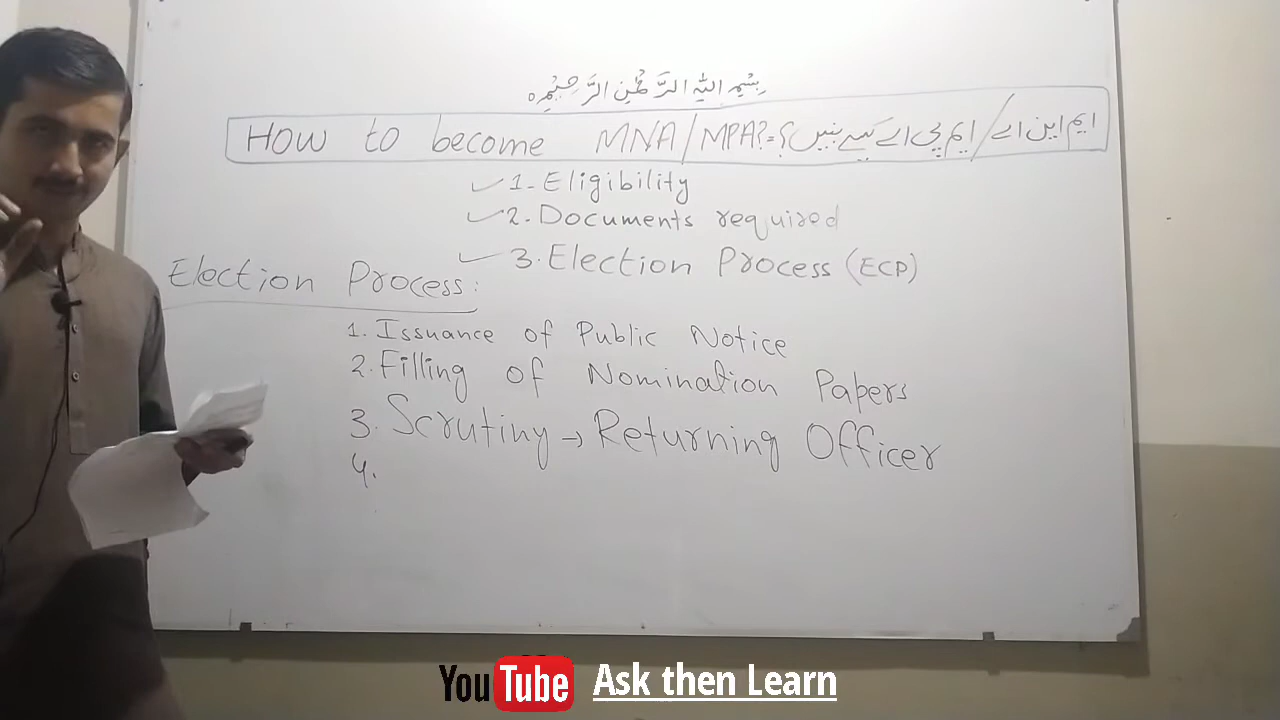 بِسْمِ اللهِ الرَّحْمٰنِ الرَّحِیْمِ
HOW to become MNA/MPA?=؟ ایم این اے/ایم پی اے کیسے بنیں
✓ 1- Eligibility
✓ 2. Documents required
✓ 3. Election Process (ECP)
Election Process:
1. Issuance of Public Notice
2. Filling of Nomination Papers
3. Scrutiny → Returning Officer
4.
YouTube Ask then Learn